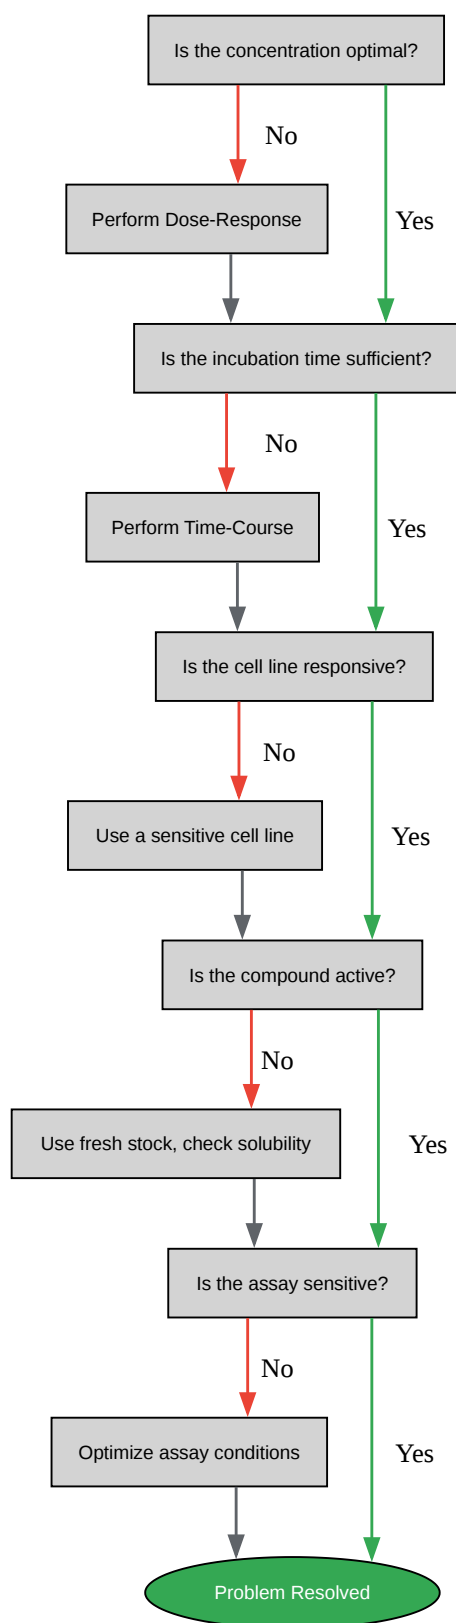 Is the concentration optimal?
No
Perform Dose-Response
Yes
Is the incubation time sufficient?
No
Perform Time-Course
Yes
Is the cell line responsive?
No
Use a sensitive cell line
Yes
Is the compound active?
No
Use fresh stock, check solubility
Yes
Is the assay sensitive?
No
Optimize assay conditions
Yes
Problem Resolved